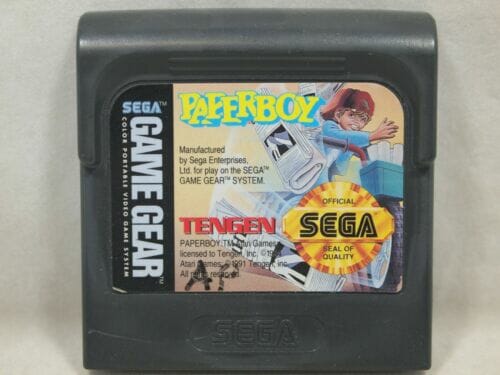 SEGA™
GAME GEAR™
COLOR PORTABLE VIDEO GAME SYSTEM
PAPERBOY
Manufactured
by Sega Enterprises,
Ltd. for play on the SEGA™
GAME GEAR™ SYSTEM.
TENGEN
PAPERBOY: TM Atari Games
licensed to Tengen, Inc. ©
Atari Games; ©1991 Tengen, Inc.
All rights reserved.
OFFICIAL
SEGA
SEAL OF
QUALITY
SEGA